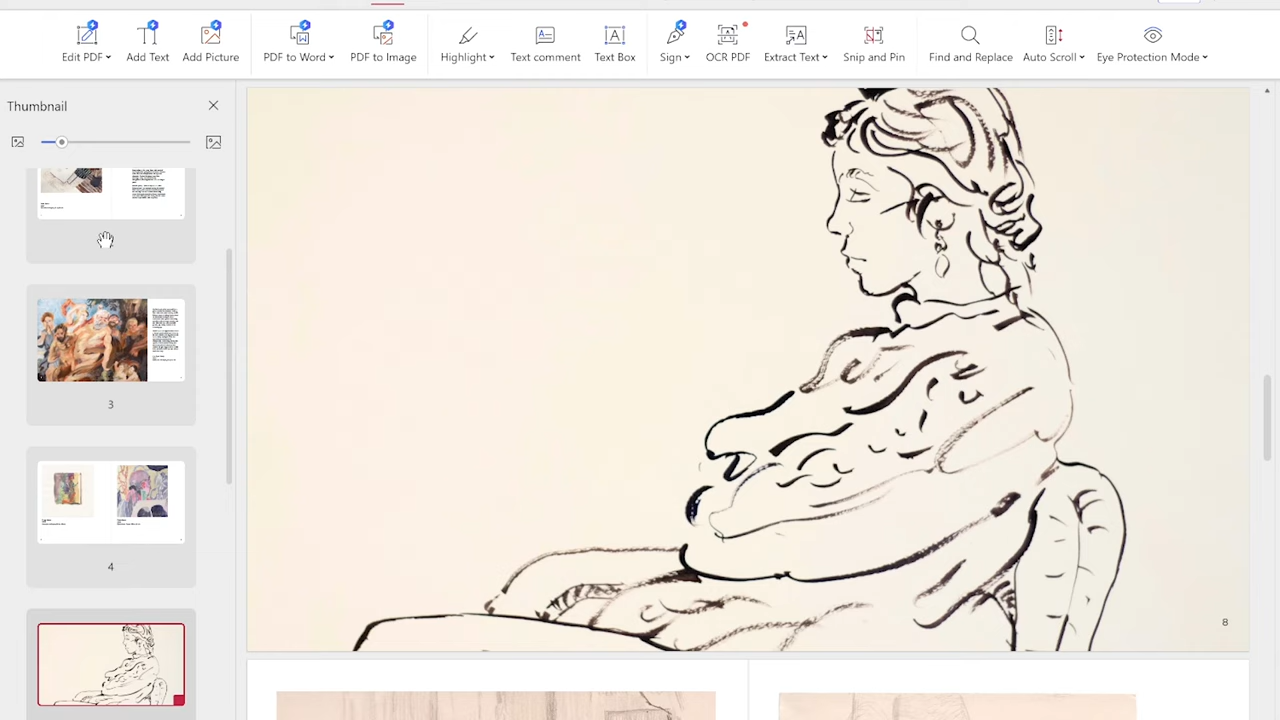 Edit PDF
Add Text
Add Picture
PDF to Word
PDF to Image
Highlight
Text comment
Text Box
Sign
OCR PDF
Extract Text
Snip and Pin
Find and Replace
Auto Scroll
Eye Protection Mode
Thumbnail
3
4
8